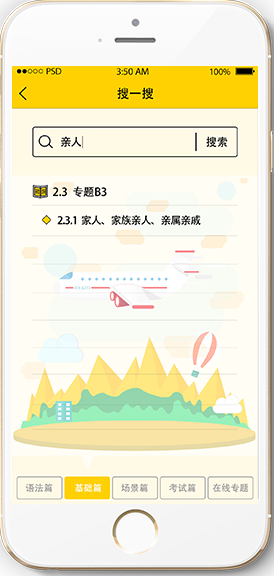 PSD 3:50 AM 100%
搜一搜
亲人 搜索
2.3 专题B3
2.3.1 家人、家族亲人、亲属亲戚
语法篇 基础篇 场景篇 考试篇 在线专题